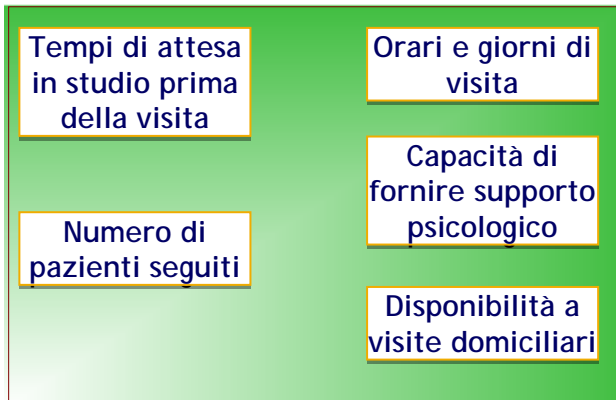 Tempi di attesa
in studio prima
della visita
Numero di
pazienti seguiti
Orari e giorni di
visita
Capacità di
fornire supporto
psicologico
Disponibilità a
visite domiciliari